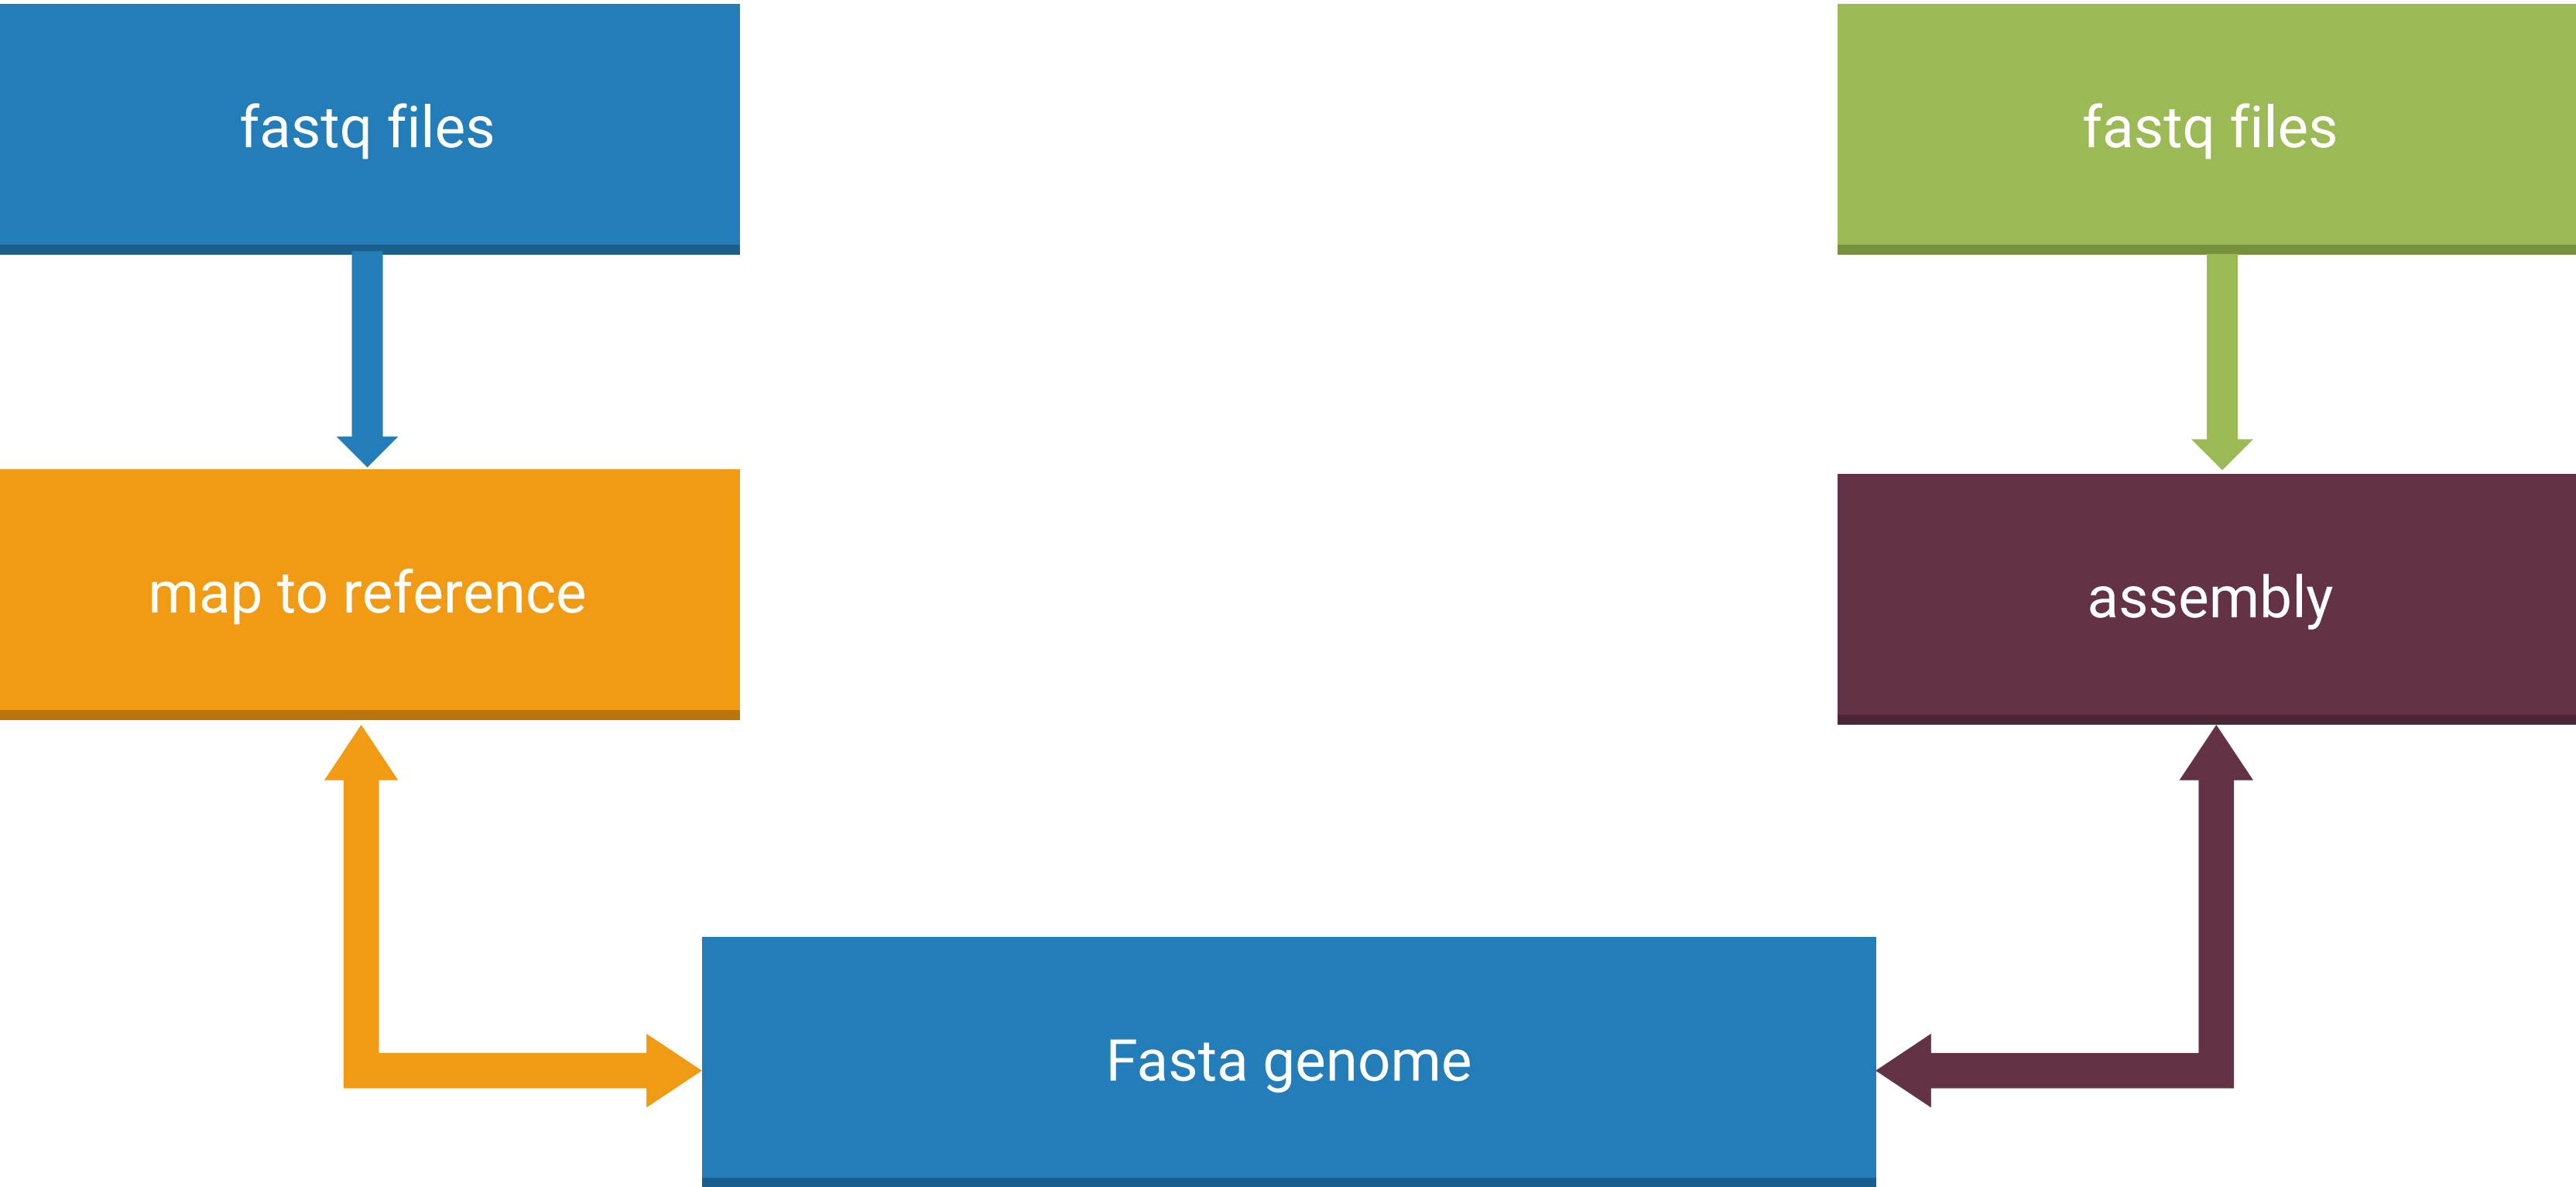 fastq files
fastq files
map to reference
assembly
Fasta genome